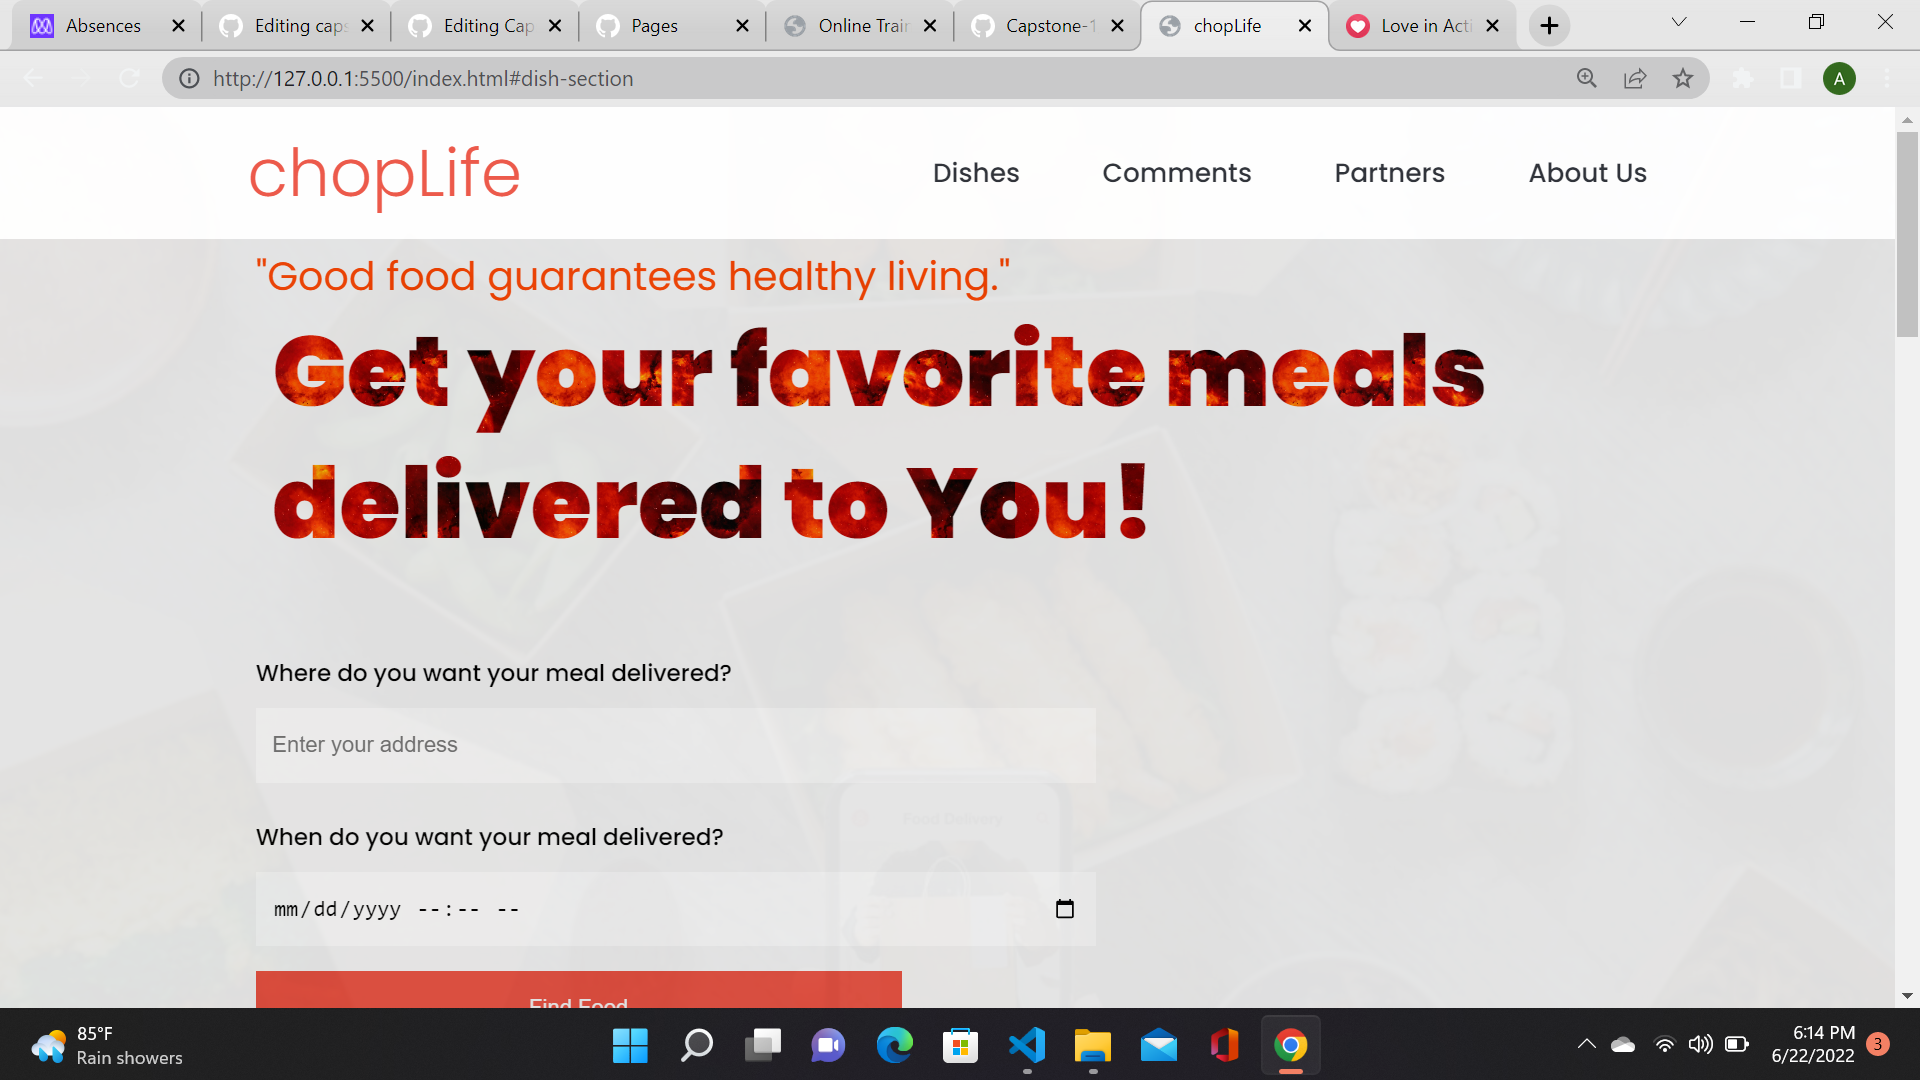 Absences
Editing caps
Editing Cap
Pages
Online Train
Capstone-1
chopLife
Love in Acti
http://127.0.0.1:5500/index.html#dish-section
A
chopLife
Dishes
Comments
Partners
About Us
"Good food guarantees healthy living."
Get your favorite meals
delivered to You!
Where do you want your meal delivered?
Enter your address
Food Delivery
When do you want your meal delivered?
mm/dd/yyyy --:-- --
Find Food
85°F
Rain showers
6:14 PM
6/22/2022
3